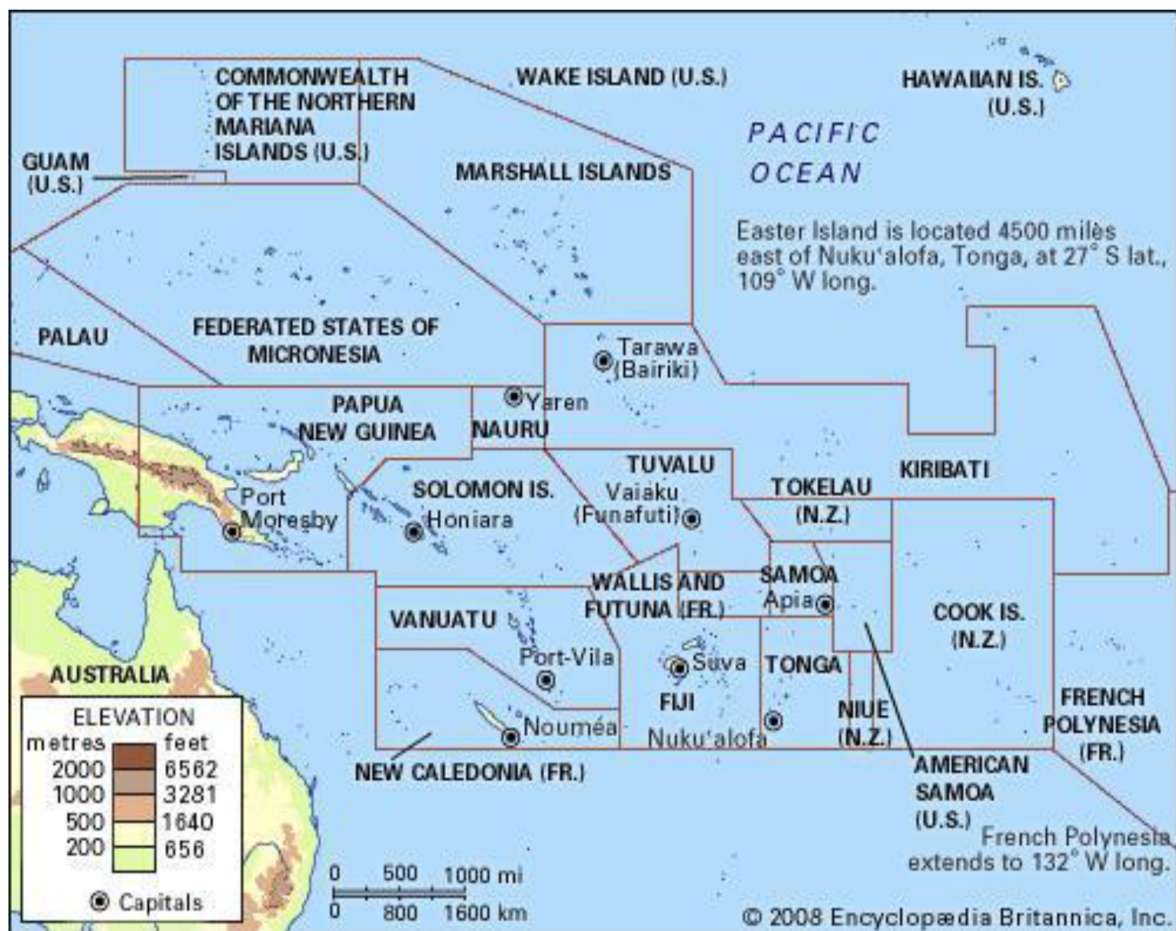 COMMONWEALTH
OF THE NORTHERN
MARIANA
ISLANDS (U.S.)
WAKE ISLAND (U.S.)
HAWAIIAN IS.
(U.S.)
PACIFIC
OCEAN
GUAM
(U.S.)
MARSHALL ISLANDS
Easter Island is located 4500 miles
east of Nukuʻalofa, Tonga, at 27° S lat.,
109° W long.
PALAU
FEDERATED STATES OF
MICRONESIA
Tarawa
(Bairiki)
PAPUA
NEW GUINEA
Yaren
NAURU
KIRIBATI
TUVALU
Vaiaku
(Funafuti)
TOKELAU
(N.Z.)
SOLOMON IS.
Honiara
Port
Moresby
WALLIS AND
FUTUNA (FR.)
SAMOA
Apia
COOK IS.
(N.Z.)
VANUATU
Port-Vila
Suva
FIJI
TONGA
Nukuʻalofa
NIUE
(N.Z.)
FRENCH
POLYNESIA
(FR.)
AUSTRALIA
Nouméa
NEW CALEDONIA (FR.)
AMERICAN
SAMOA
(U.S.)
ELEVATION
metres feet
2000 6562
1000 3281
500 1640
200 656
Capitals
0 500 1000 mi
0 800 1600 km
French Polynesia
extends to 132° W long.
© 2008 Encyclopædia Britannica, Inc.